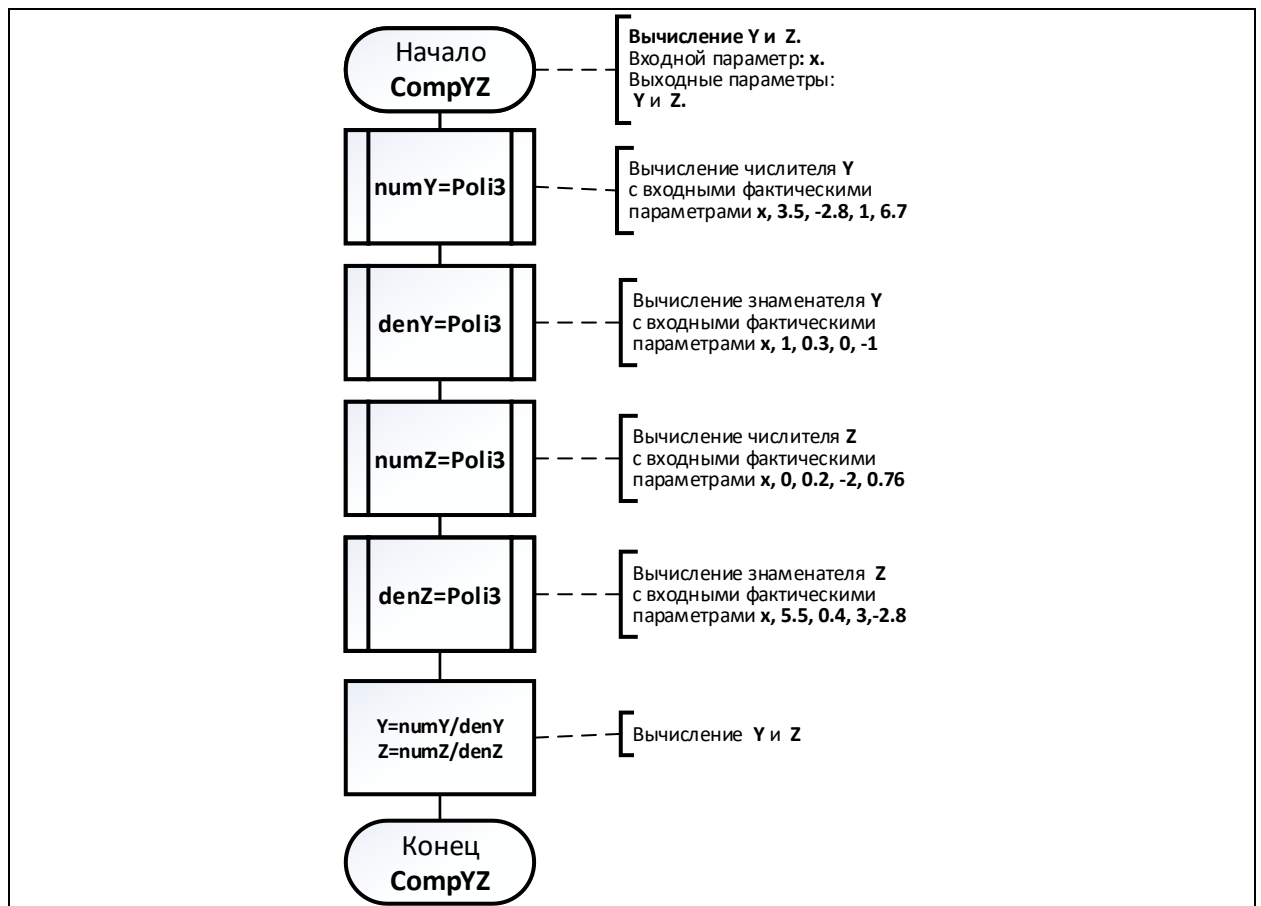 Начало
CompYZ
Вычисление Y и Z.
Входной параметр: x.
Выходные параметры:
Y и Z.
numY=Poli3
Вычисление числителя Y
с входными фактическими
параметрами x, 3.5, -2.8, 1, 6.7
denY=Poli3
Вычисление знаменателя Y
с входными фактическими
параметрами x, 1, 0.3, 0, -1
numZ=Poli3
Вычисление числителя Z
с входными фактическими
параметрами x, 0, 0.2, -2, 0.76
denZ=Poli3
Вычисление знаменателя Z
с входными фактическими
параметрами x, 5.5, 0.4, 3,-2.8
Y=numY/denY
Z=numZ/denZ
Вычисление Y и Z
Конец
CompYZ